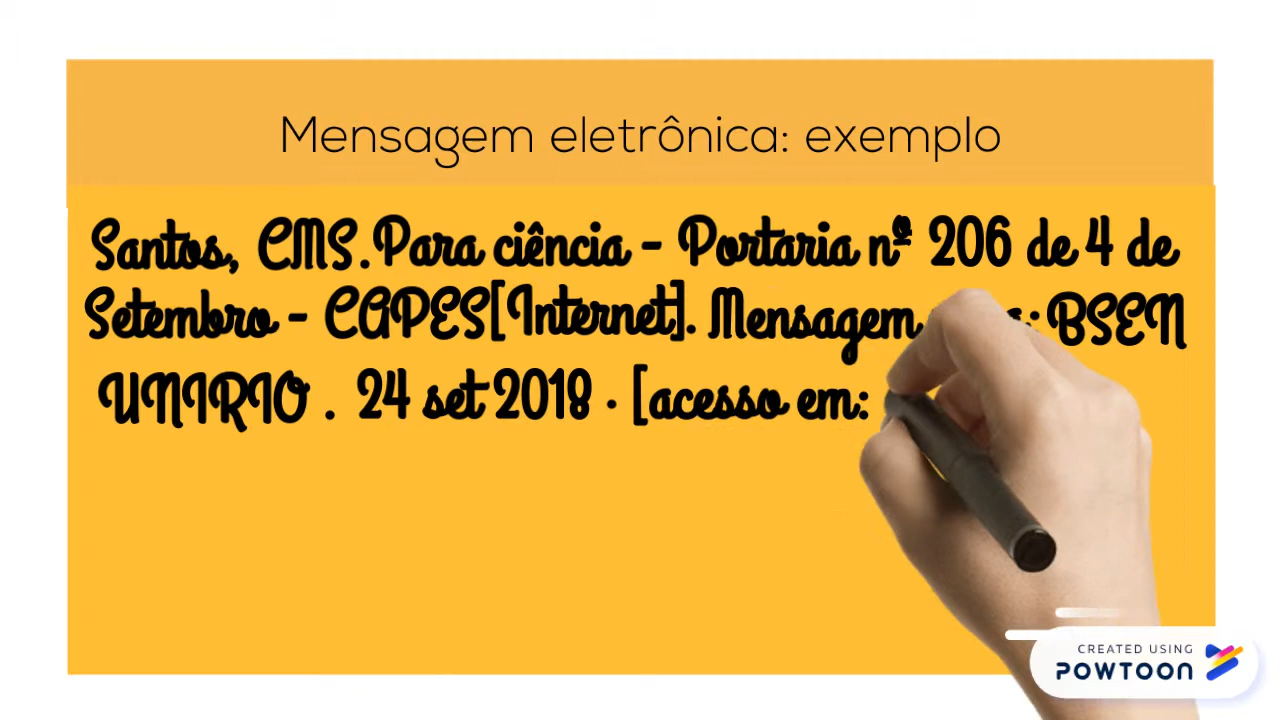 Mensagem eletrônica: exemplo
Santos, CMS.Para ciência - Portaria nº 206 de 4 de
Setembro - CAPES[Internet]. Mensagem BSEN
UNIRIO . 24 set 2018 . [acesso em:
CREATED USING
POWTOON